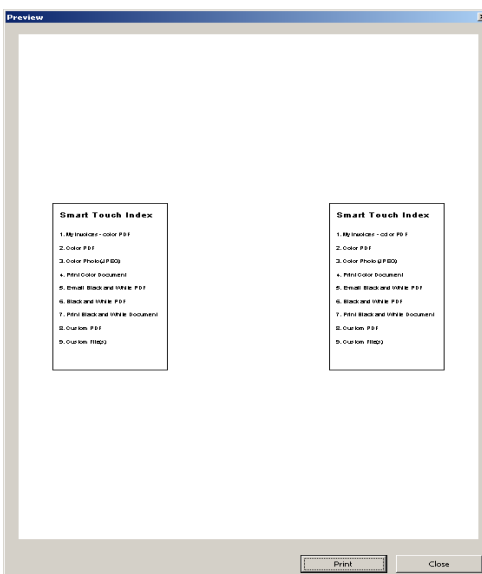 Preview
Smart Touch Index
1. My Invoices - color PDF
2. Color PDF
3. Color Photo(JPEG)
4. Print Color Document
5. E-mail Black and White PDF
6. Black and White PDF
7. Print Black and White Document
8. Custom PDF
9. Custom File(s)
Smart Touch Index
1. My Invoices - color PDF
2. Color PDF
3. Color Photo(JPEG)
4. Print Color Document
5. E-mail Black and White PDF
6. Black and White PDF
7. Print Black and White Document
8. Custom PDF
9. Custom File(s)
Print Close